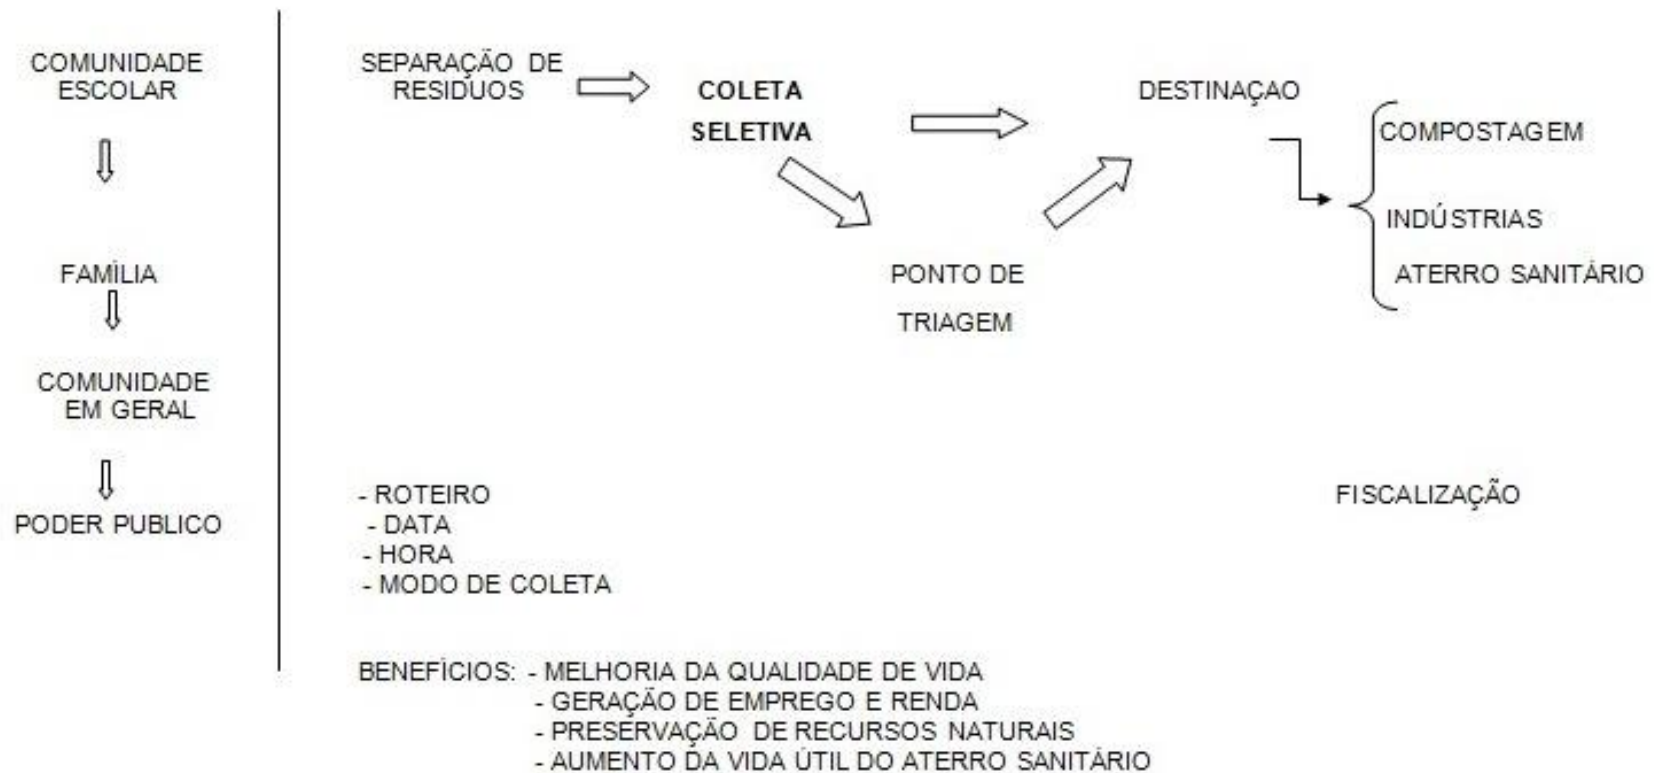 COMUNIDADE
ESCOLAR
FAMÍLIA
COMUNIDADE
EM GERAL
PODER PUBLICO
SEPARAÇÃO DE
RESIDUOS
COLETA
SELETIVA
PONTO DE
TRIAGEM
DESTINAÇAO
COMPOSTAGEM
INDÚSTRIAS
ATERRO SANITÁRIO
- ROTEIRO
- DATA
- HORA
- MODO DE COLETA
FISCALIZAÇÃO
BENEFÍCIOS: - MELHORIA DA QUALIDADE DE VIDA
- GERAÇÃO DE EMPREGO E RENDA
- PRESERVAÇÃO DE RECURSOS NATURAIS
- AUMENTO DA VIDA ÚTIL DO ATERRO SANITÁRIO